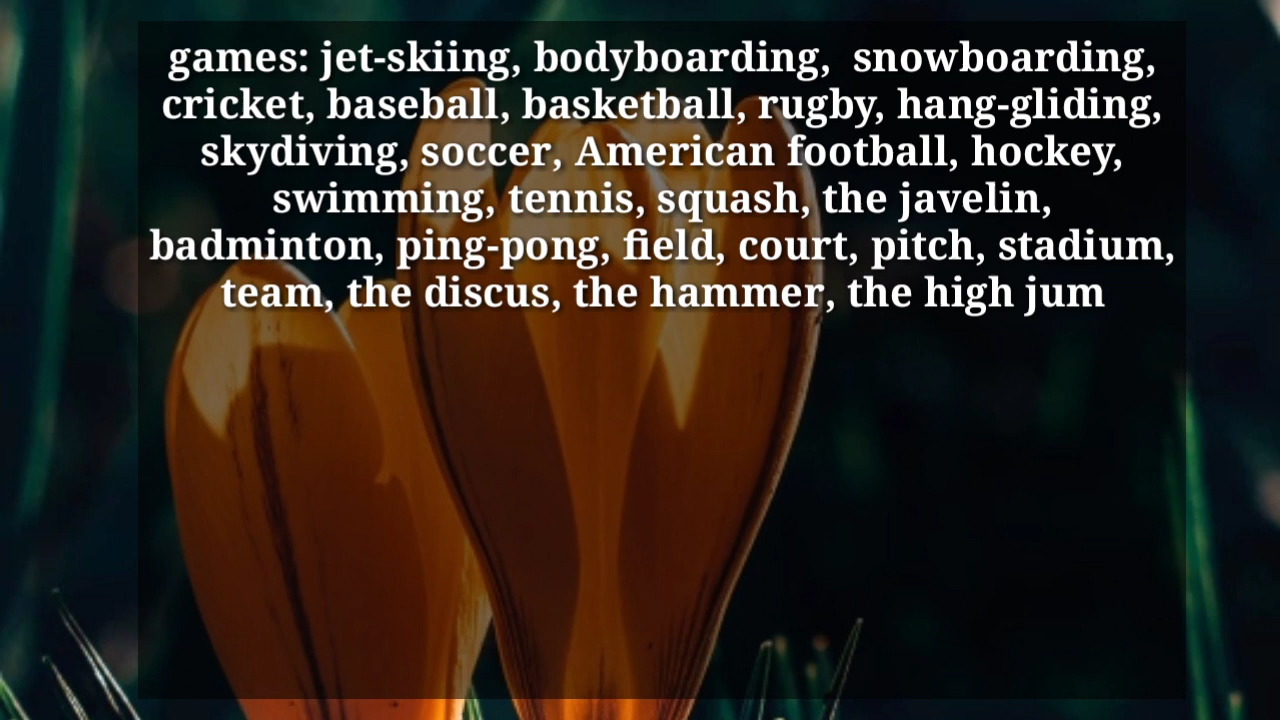 games: jet-skiing, bodyboarding,  snowboarding,
cricket, baseball, basketball, rugby, hang-gliding,
skydiving, soccer, American football, hockey,
swimming, tennis, squash, the javelin,
badminton, ping-pong, field, court, pitch, stadium,
team, the discus, the hammer, the high jum